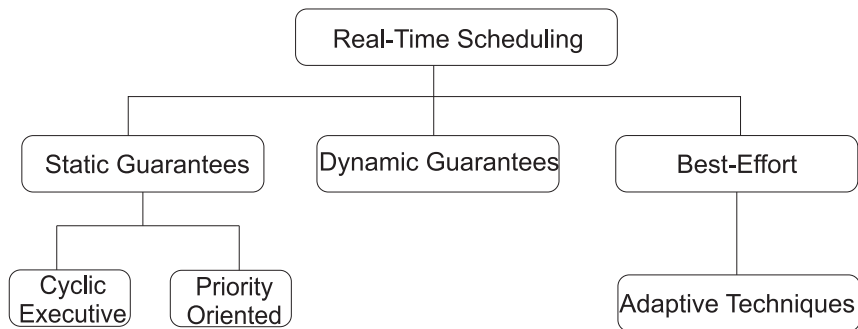 Real-Time Scheduling
Static Guarantees
Dynamic Guarantees
Best-Effort
Cyclic
Executive
Priority
Oriented
Adaptive Techniques